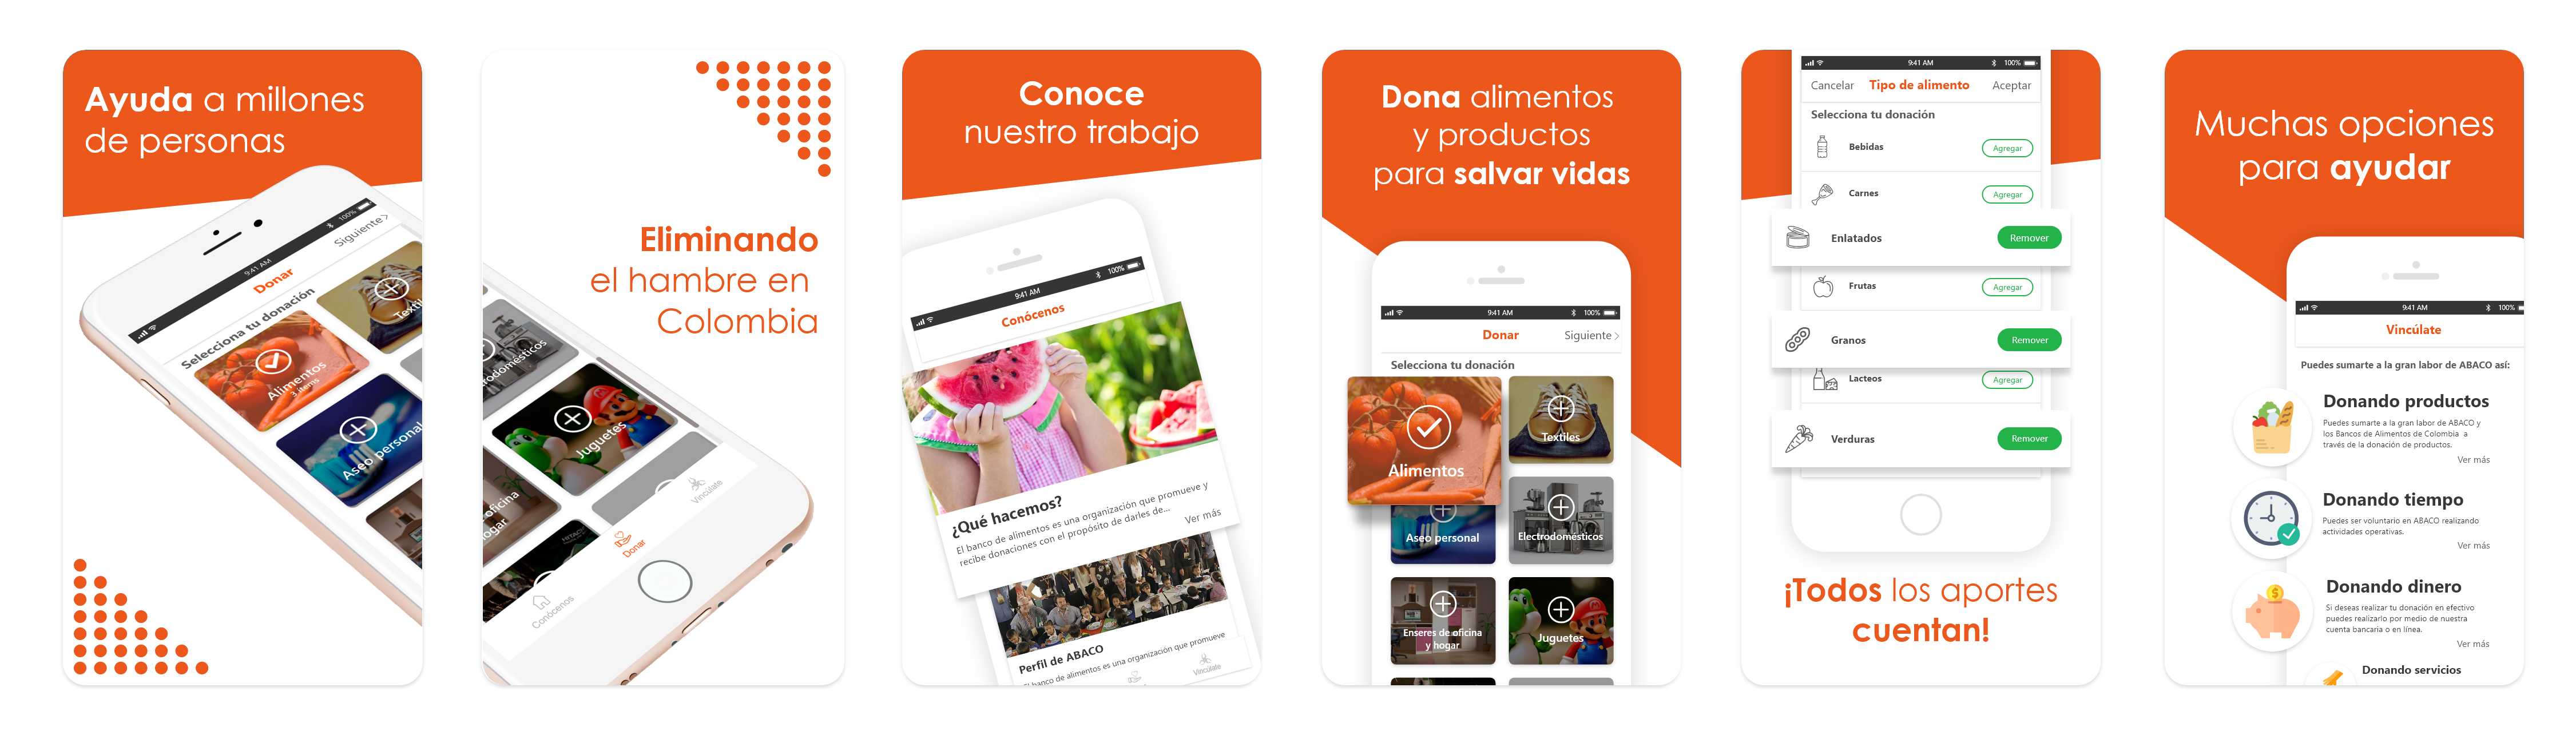 Ayuda a millones
de personas
9:41 AM
100%
Donar
Siguiente
Selecciona tu donación
Alimentos
3 items
Aseo personal
Eliminando
el hambre en
Colombia
Juguetes
Conócenos
Donar
Vincúlate
Conoce
nuestro trabajo
9:41 AM
100%
Conócenos
¿Qué hacemos?
El banco de alimentos es una organización que promueve y
recibe donaciones con el propósito de darles de...
Ver más
Perfil de ABACO
El banco de alimentos es una organización que promueve
Vincúlate
Dona alimentos
y productos
para salvar vidas
9:41 AM
100%
Donar
Siguiente
Selecciona tu donación
Alimentos
Textiles
Aseo personal
Electrodomésticos
Enseres de oficina
y hogar
Juguetes
9:41 AM
100%
Cancelar
Tipo de alimento
Aceptar
Selecciona tu donación
Bebidas
Agregar
Carnes
Agregar
Enlatados
Remover
Frutas
Agregar
Granos
Remover
Lacteos
Agregar
Verduras
Remover
¡Todos los aportes
cuentan!
Muchas opciones
para ayudar
9:41 AM
100%
Vincúlate
Puedes sumarte a la gran labor de ABACO así:
Donando productos
Puedes sumarte a la gran labor de ABACO y
los Bancos de Alimentos de Colombia a
través de la donación de productos.
Ver más
Donando tiempo
Puedes ser voluntario en ABACO realizando
actividades operativas.
Ver más
Donando dinero
Si deseas realizar tu donación en efectivo
puedes realizarlo por medio de nuestra
cuenta bancaria o en línea.
Ver más
Donando servicios